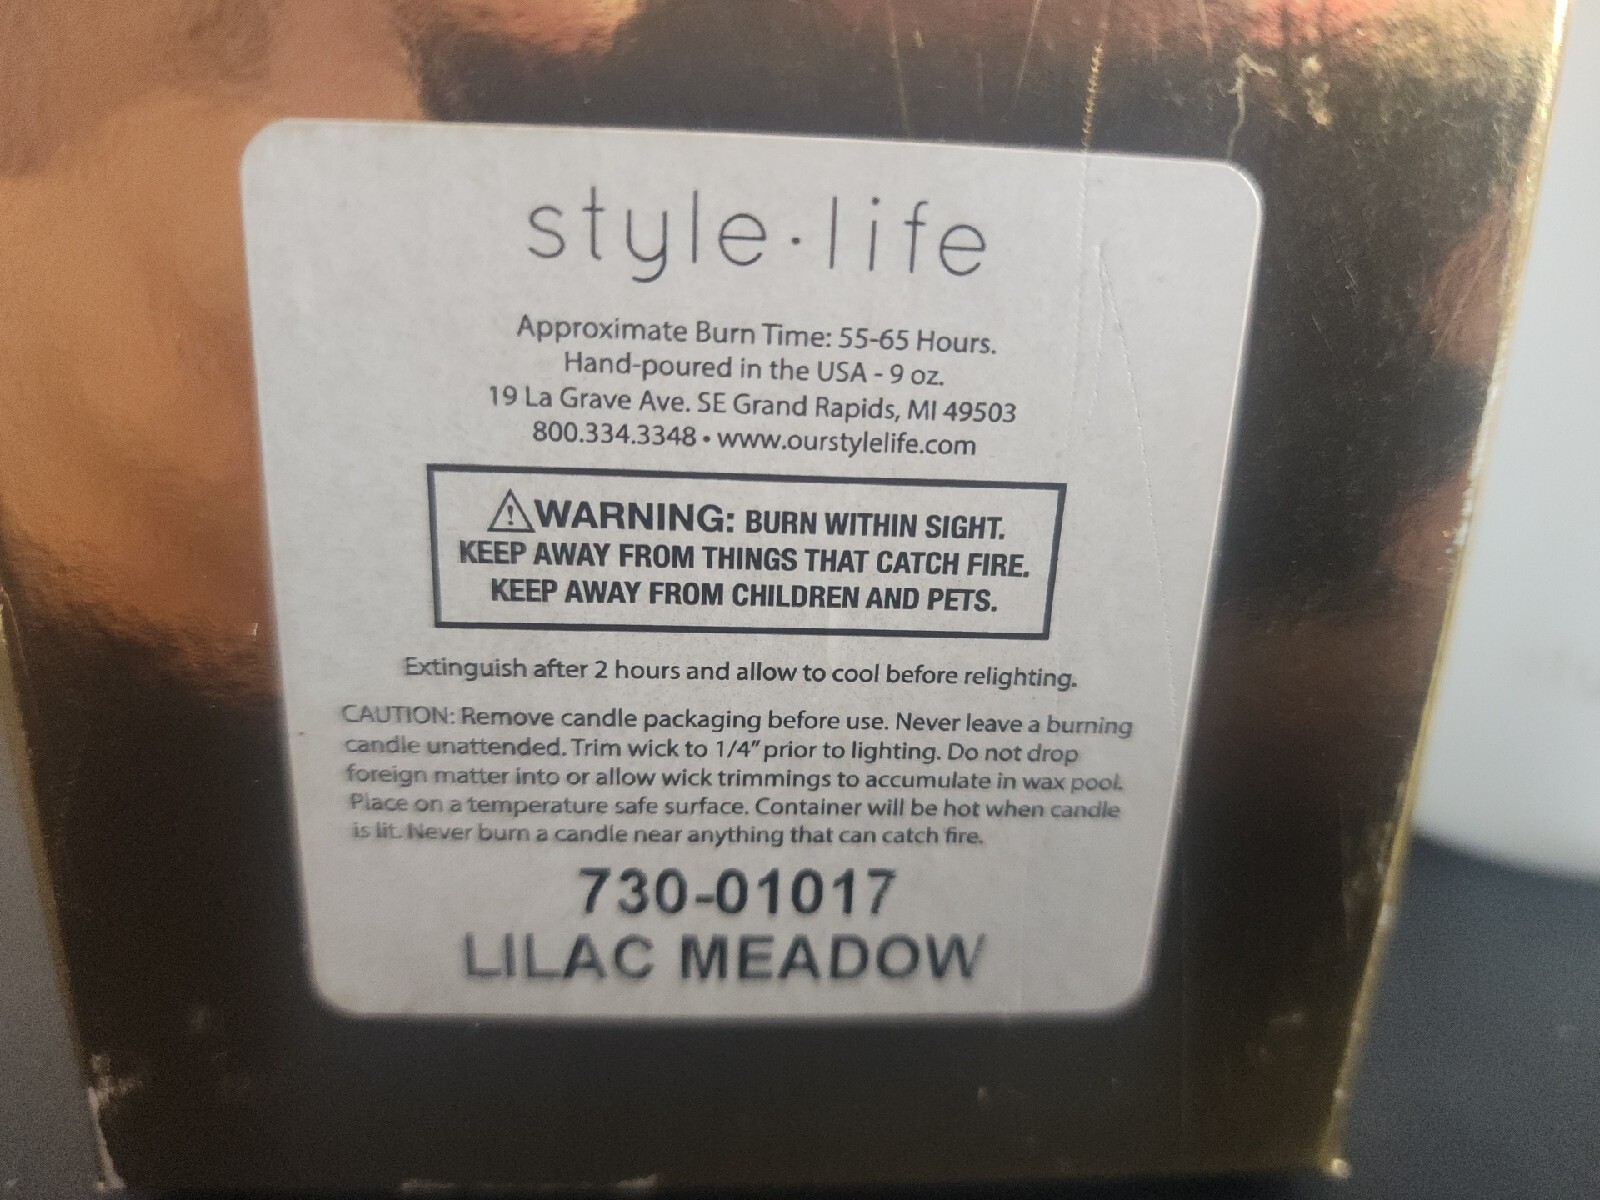 style·life
Approximate Burn Time: 55-65 Hours.
Hand-poured in the USA - 9 oz.
19 La Grave Ave. SE Grand Rapids, MI 49503
800.334.3348 • www.ourstylelife.com
⚠WARNING: BURN WITHIN SIGHT.
KEEP AWAY FROM THINGS THAT CATCH FIRE.
KEEP AWAY FROM CHILDREN AND PETS.
Extinguish after 2 hours and allow to cool before relighting.
CAUTION: Remove candle packaging before use. Never leave a burning
candle unattended. Trim wick to 1/4" prior to lighting. Do not drop
foreign matter into or allow wick trimmings to accumulate in wax pool.
Place on a temperature safe surface. Container will be hot when candle
is lit. Never burn a candle near anything that can catch fire.
730-01017
LILAC MEADOW